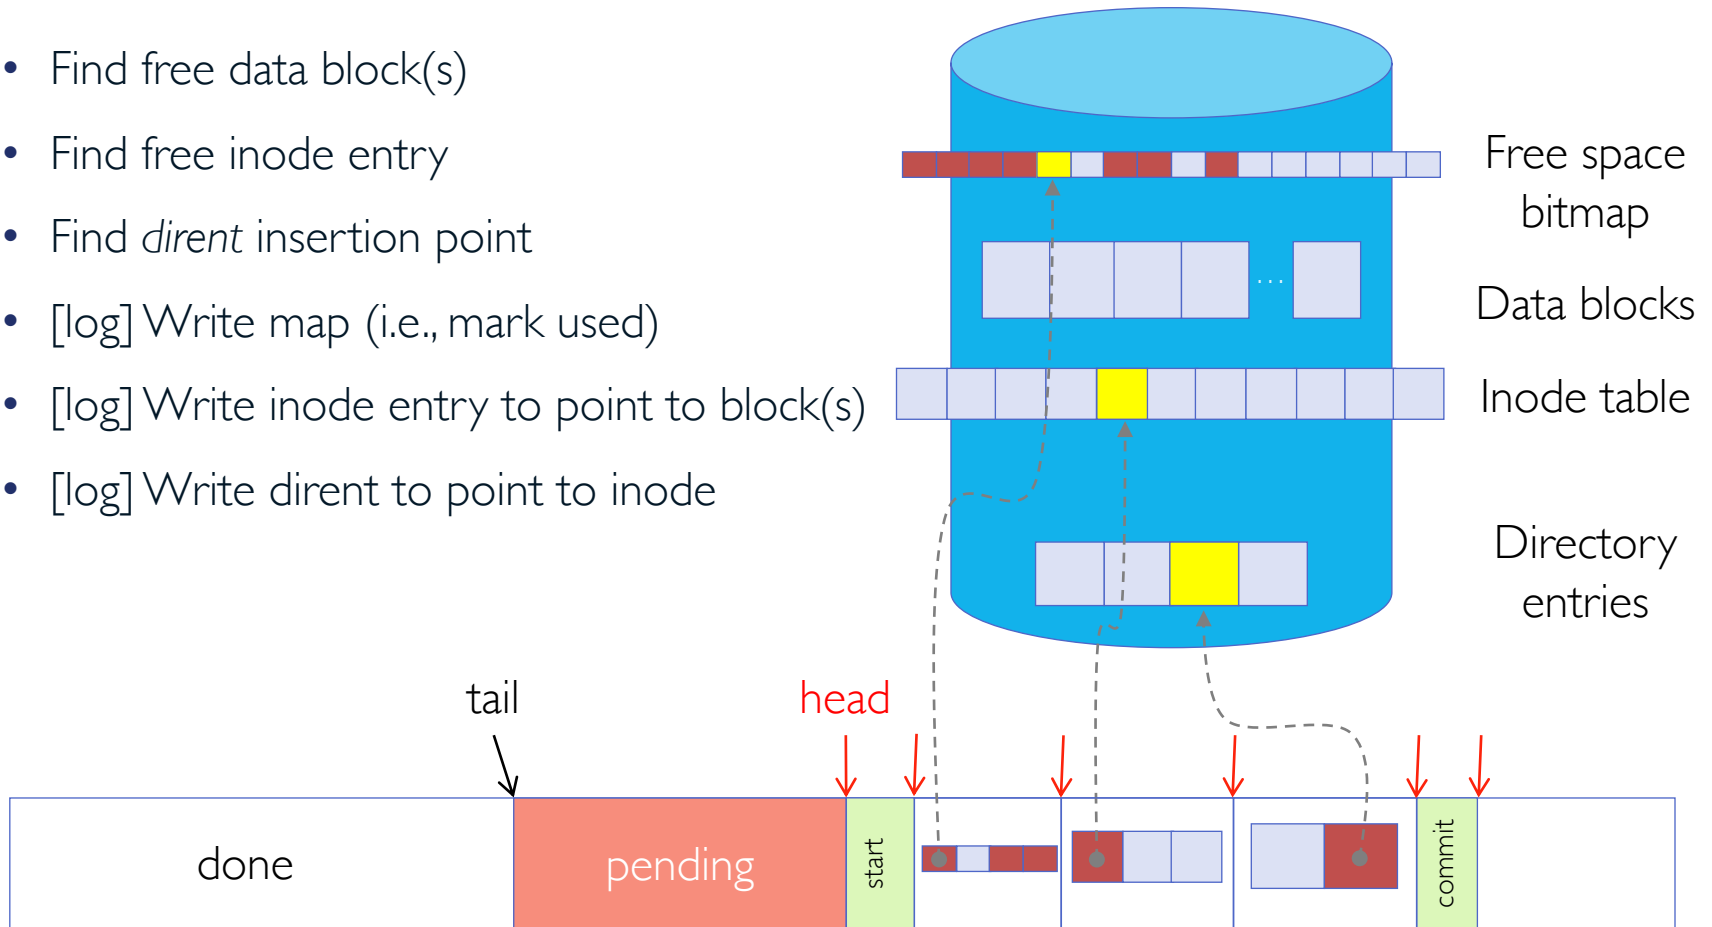 • Find free data block(s)
• Find free inode entry
• Find dirent insertion point
• [log] Write map (i.e., mark used)
• [log] Write inode entry to point to block(s)
• [log] Write dirent to point to inode
Free space
bitmap
...
Data blocks
Inode table
Directory
entries
tail
head
done
pending
start
commit